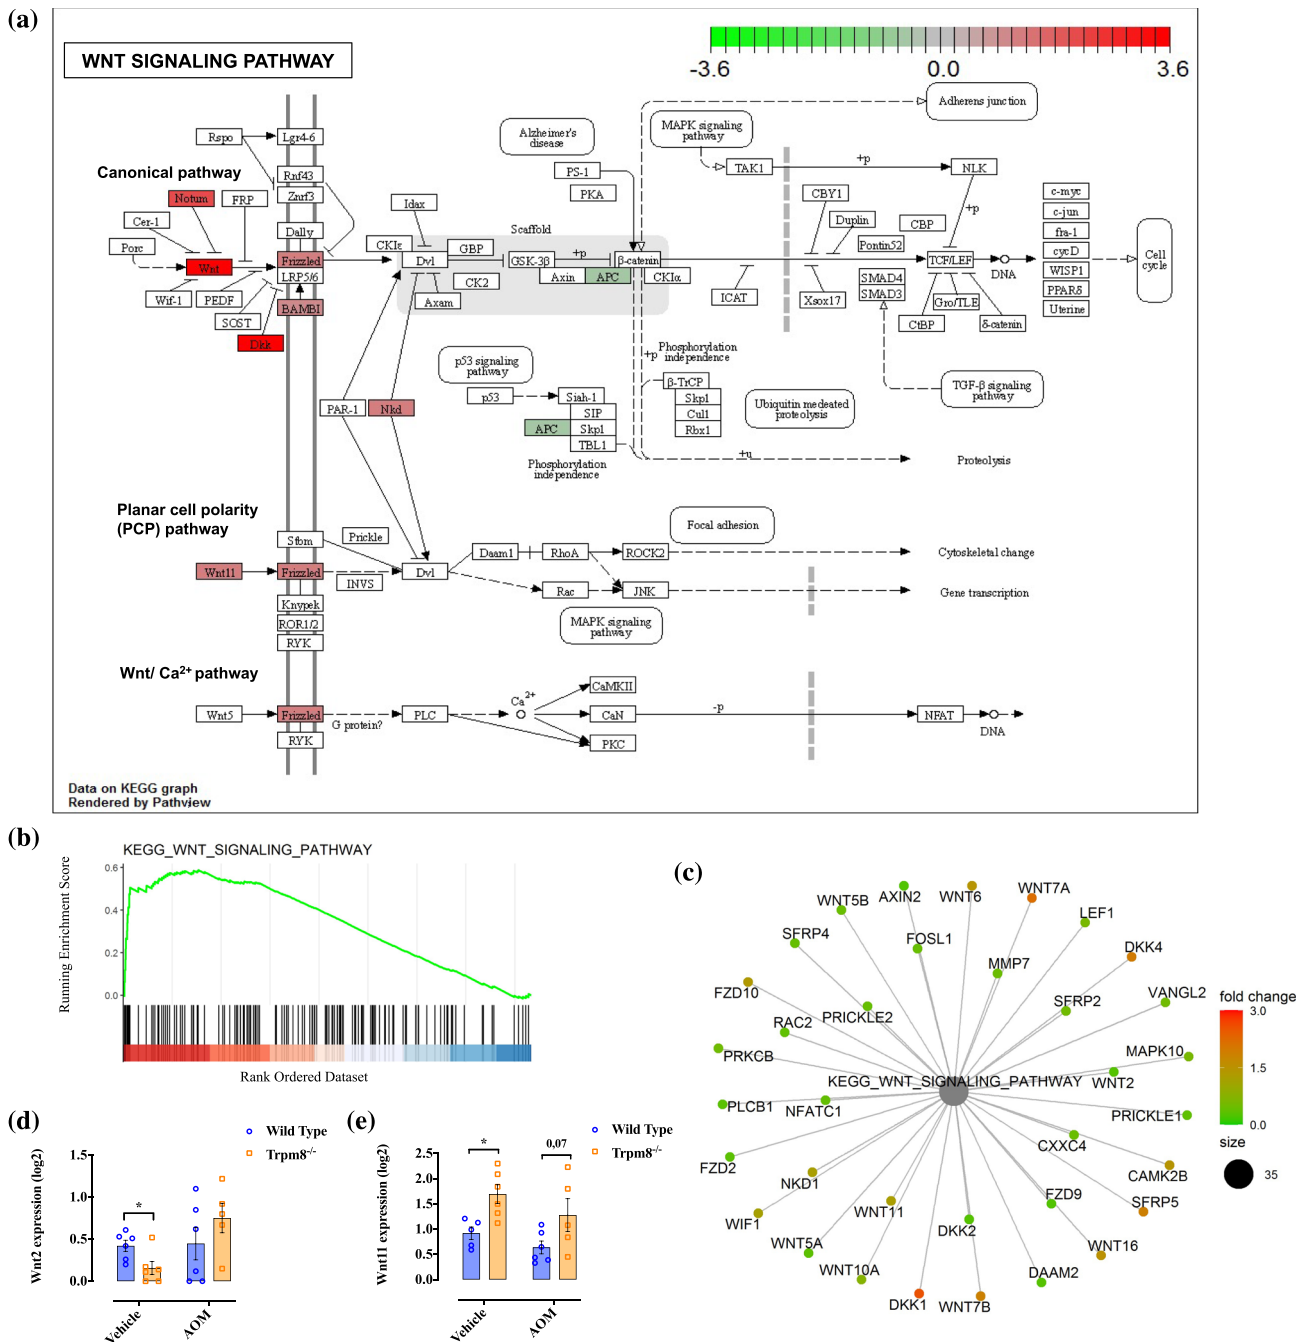 (a)
WNT SIGNALING PATHWAY
-3.6 0.0 3.6
Adherens junction
MAPK signaling
pathway
Alzheimer's
disease
Rspo
Lgr4-6
PS-1
PKA
TAK1
+p
NLK
Rnf43
Znrf3
Canonical pathway
Notum
FRP
Cer-1
Porc
Wnt
Wif-1
PEDF
SOST
Dkk
Dally
Frizzled
LRP5/6
BAMBI
Idax
CKIε
Dvl
GBP
CK2
Axam
Scaffold
GSK-3β
+p
β-catenin
Axin
APC
CKIα
ICAT
CBY1
Duplin
Xsox17
Pontin52
CBP
+p
SMAD4
SMAD3
TCF/LEF
Gro/TLE
CtBP
δ-catenin
DNA
c-myc
c-jun
fra-1
cycD
WISP1
PPARδ
Uterine
Cell
cycle
p53 signaling
pathway
p53
Siah-1
SIP
APC
Skp1
TBL1
Phosphorylation
independence
+p
Phosphorylation
independence
β-TrCP
Skp1
Cul1
Rbx1
Ubiquitin medeated
proteolysis
TGF-β signaling
pathway
PAR-1
Nkd
+u
Proteolysis
Planar cell polarity
(PCP) pathway
Stbm
Prickle
Wnt11
Frizzled
INVS
Dvl
Knypek
ROR1/2
RYK
Daam1
RhoA
ROCK2
Focal adhesion
Cytoskeletal change
Rac
JNK
Gene transcription
MAPK signaling
pathway
Wnt/ Ca2+ pathway
Wnt5
Frizzled
RYK
G protein?
PLC
Ca2+
CaMKII
CaN
PKC
-p
NFAT
DNA
Data on KEGG graph
Rendered by Pathview
(b)
KEGG_WNT_SIGNALING_PATHWAY
Running Enrichment Score
0.6
0.4
0.2
0.0
Rank Ordered Dataset
(c)
AXIN2
WNT6
WNT7A
WNT5B
LEF1
SFRP4
FOSL1
DKK4
MMP7
FZD10
SFRP2
VANGL2
PRICKLE2
RAC2
PRKCB
MAPK10
KEGG_WNT_SIGNALING_PATHWAY
WNT2
PLCB1
NFATC1
PRICKLE1
CXXC4
FZD2
CAMK2B
NKD1
FZD9
SFRP5
WIF1
WNT11
DKK2
WNT5A
WNT16
WNT10A
DAAM2
DKK1
WNT7B
fold change
3.0
1.5
0.0
size
35
(d)
Wild Type
Trpm8-/-
Wnt2 expression (log2)
1.5
1.0
0.5
0.0
*
Vehicle
AOM
(e)
Wild Type
Trpm8-/-
Wnt11 expression (log2)
2.5
2.0
1.5
1.0
0.5
0.0
*
0,07
Vehicle
AOM